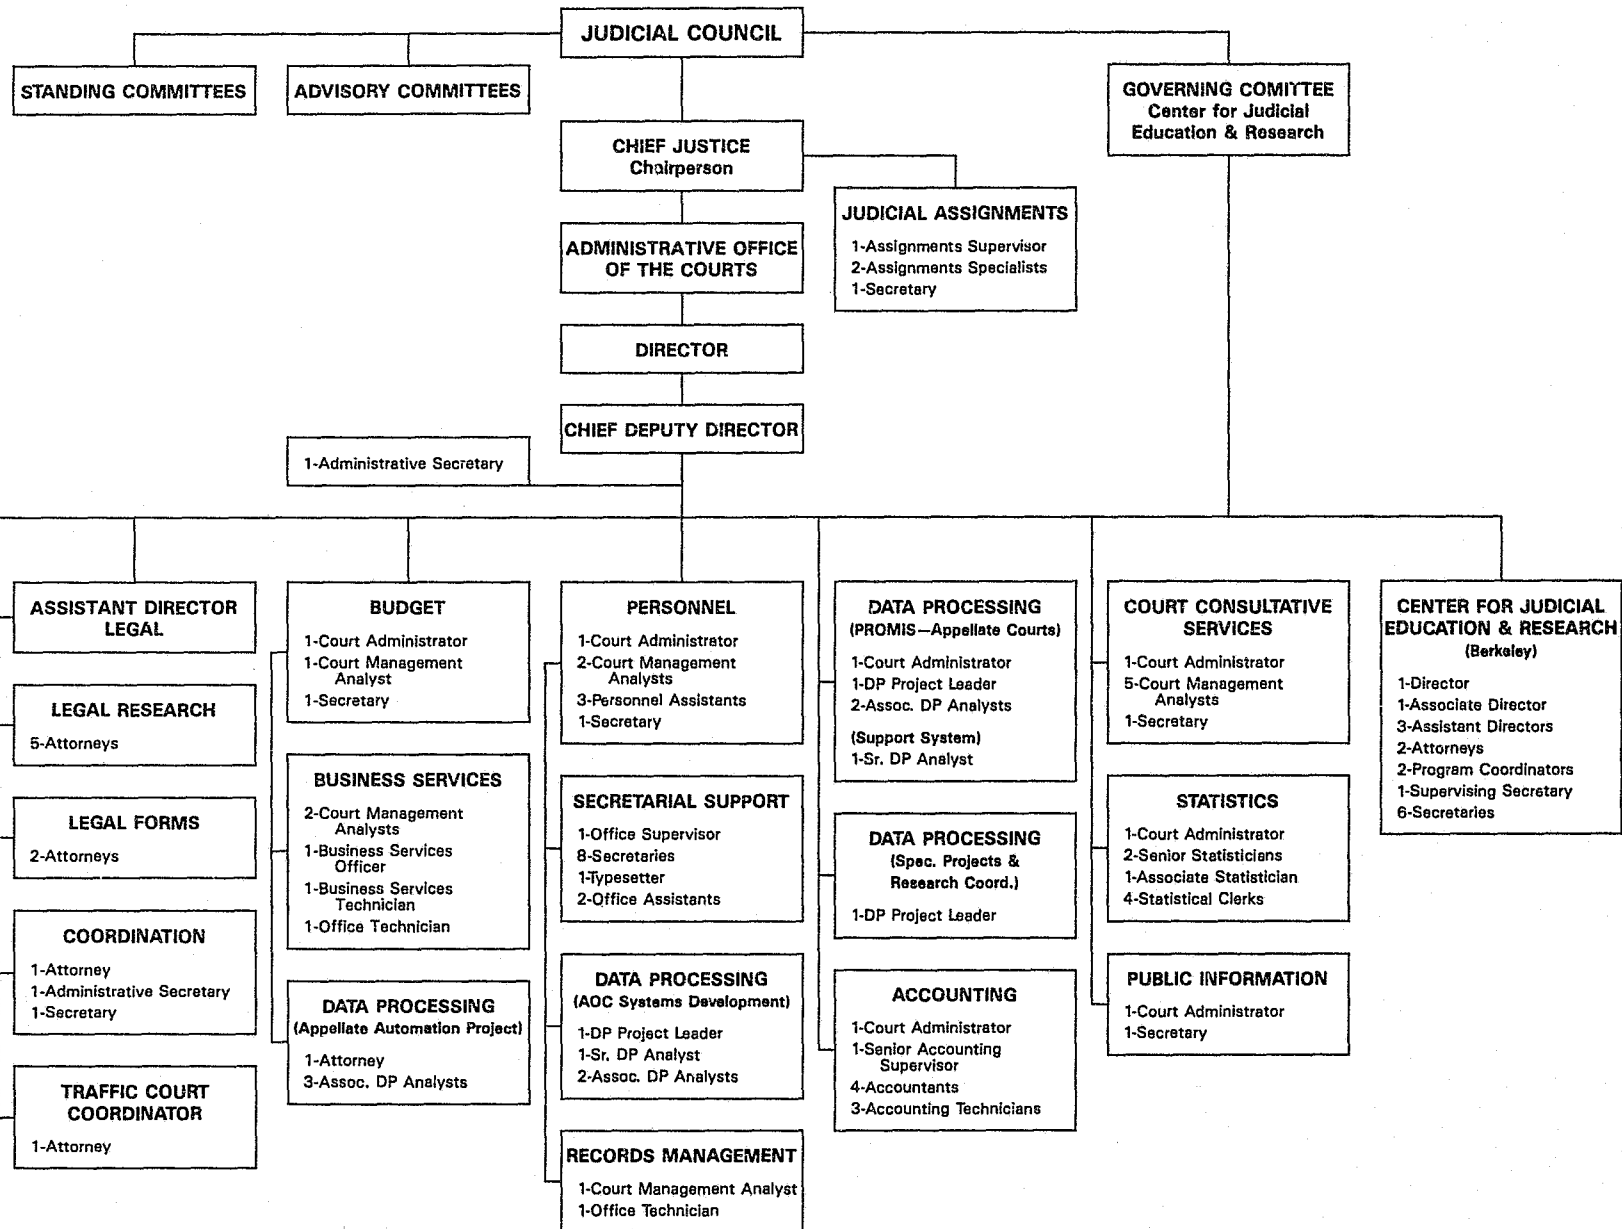 JUDICIAL COUNCIL
STANDING COMMITTEES
ADVISORY COMMITTEES
GOVERNING COMITTEE
Center for Judicial
Education & Research
CHIEF JUSTICE
Chairperson
JUDICIAL ASSIGNMENTS
1-Assignments Supervisor
2-Assignments Specialists
1-Secretary
ADMINISTRATIVE OFFICE
OF THE COURTS
DIRECTOR
CHIEF DEPUTY DIRECTOR
1-Administrative Secretary
ASSISTANT DIRECTOR
LEGAL
LEGAL RESEARCH
5-Attorneys
LEGAL FORMS
2-Attorneys
COORDINATION
1-Attorney
1-Administrative Secretary
1-Secretary
TRAFFIC COURT
COORDINATOR
1-Attorney
BUDGET
1-Court Administrator
1-Court Management
Analyst
1-Secretary
BUSINESS SERVICES
2-Court Management
Analysts
1-Business Services
Officer
1-Business Services
Technician
1-Office Technician
DATA PROCESSING
(Appellate Automation Project)
1-Attorney
3-Assoc. DP Analysts
PERSONNEL
1-Court Administrator
2-Court Management
Analysts
3-Personnel Assistants
1-Secretary
SECRETARIAL SUPPORT
1-Office Supervisor
8-Secretaries
1-Typesetter
2-Office Assistants
DATA PROCESSING
(AOC Systems Development)
1-DP Project Leader
1-Sr. DP Analyst
2-Assoc. DP Analysts
RECORDS MANAGEMENT
1-Court Management Analyst
1-Office Technician
DATA PROCESSING
(PROMIS—Appellate Courts)
1-Court Administrator
1-DP Project Leader
2-Assoc. DP Analysts
(Support System)
1-Sr. DP Analyst
DATA PROCESSING
(Spec. Projects &
Research Coord.)
1-DP Project Leader
ACCOUNTING
1-Court Administrator
1-Senior Accounting
Supervisor
4-Accountants
3-Accounting Technicians
COURT CONSULTATIVE
SERVICES
1-Court Administrator
5-Court Management
Analysts
1-Secretary
STATISTICS
1-Court Administrator
2-Senior Statisticians
1-Associate Statistician
4-Statistical Clerks
PUBLIC INFORMATION
1-Court Administrator
1-Secretary
CENTER FOR JUDICIAL
EDUCATION & RESEARCH
(Berkeley)
1-Director
1-Associate Director
3-Assistant Directors
2-Attorneys
2-Program Coordinators
1-Supervising Secretary
6-Secretaries